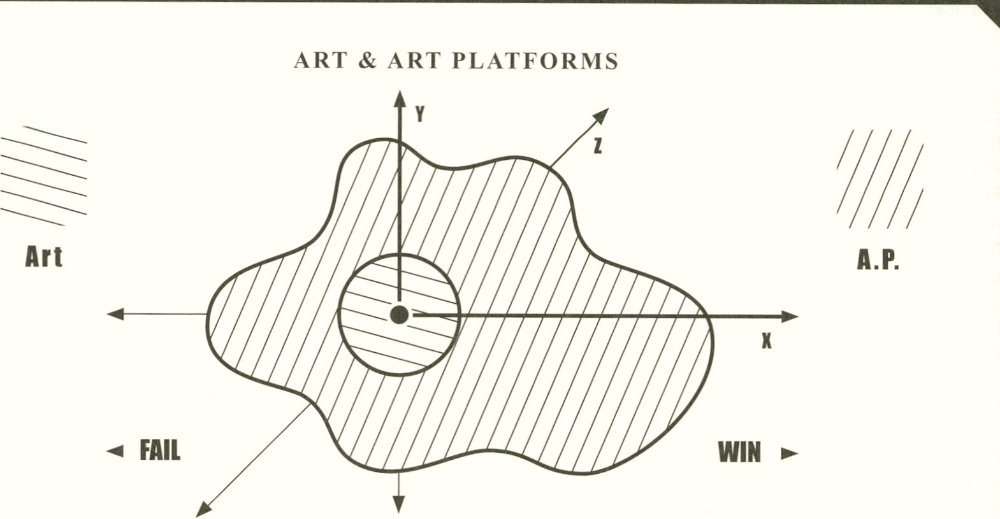 ART & ART PLATFORMS
Y
Z
Art
A.P.
X
FAIL
WIN